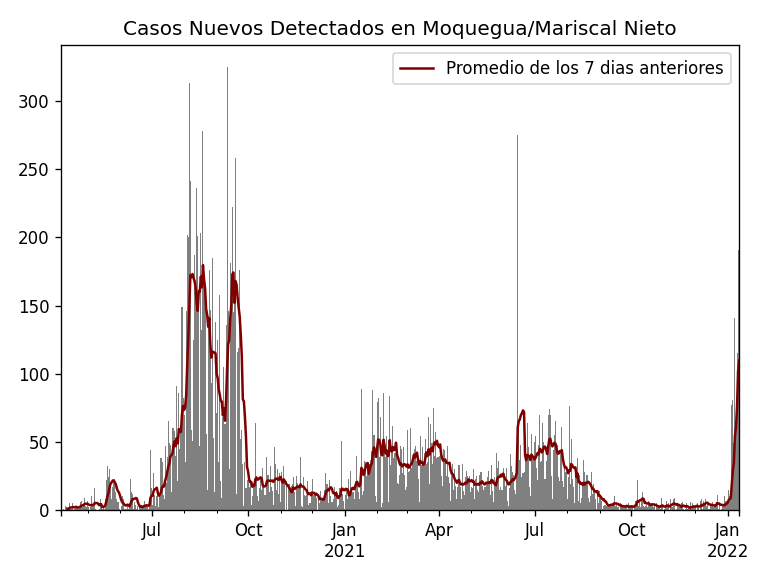 Casos Nuevos Detectados en Moquegua/Mariscal Nieto
Promedio de los 7 dias anteriores
300
250
200
150
100
50
0
Jul Oct Jan Apr Jul Oct Jan
2021 2022